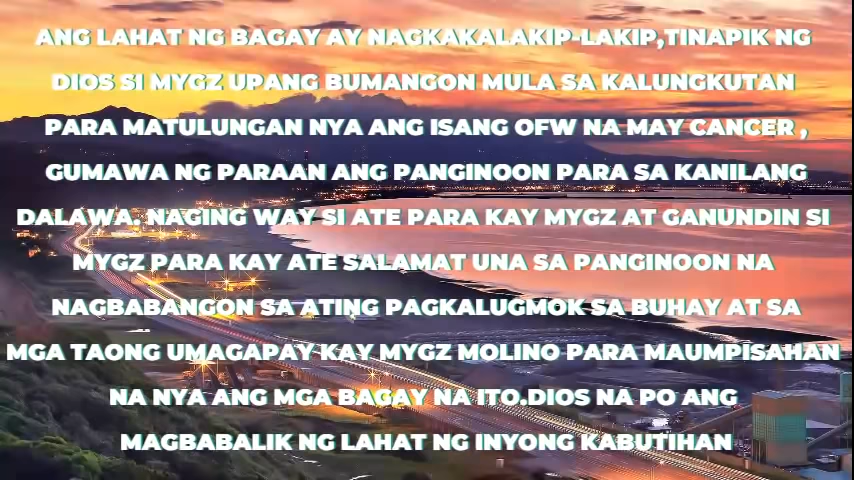 ANG LAHAT NG BAGAY AY NAGKAKALAKIP-LAKIP,TINAPIK NG
DIOS SI MYGZ UPANG BUMANGON MULA SA KALUNGKUTAN
PARA MATULUNGAN NYA ANG ISANG OFW NA MAY CANCER ,
GUMAWA NG PARAAN ANG PANGINOON PARA SA KANILANG
DALAWA. NAGING WAY SI ATE PARA KAY MYGZ AT GANUNDIN SI
MYGZ PARA KAY ATE SALAMAT UNA SA PANGINOON NA
NAGBABANGON SA ATING PAGKALUGMOK SA BUHAY AT SA
MGA TAONG UMAGAPAY KAY MYGZ MOLINO PARA MAUMPISAHAN
NA NYA ANG MGA BAGAY NA ITO.DIOS NA PO ANG
MAGBABALIK NG LAHAT NG INYONG KABUTIHAN